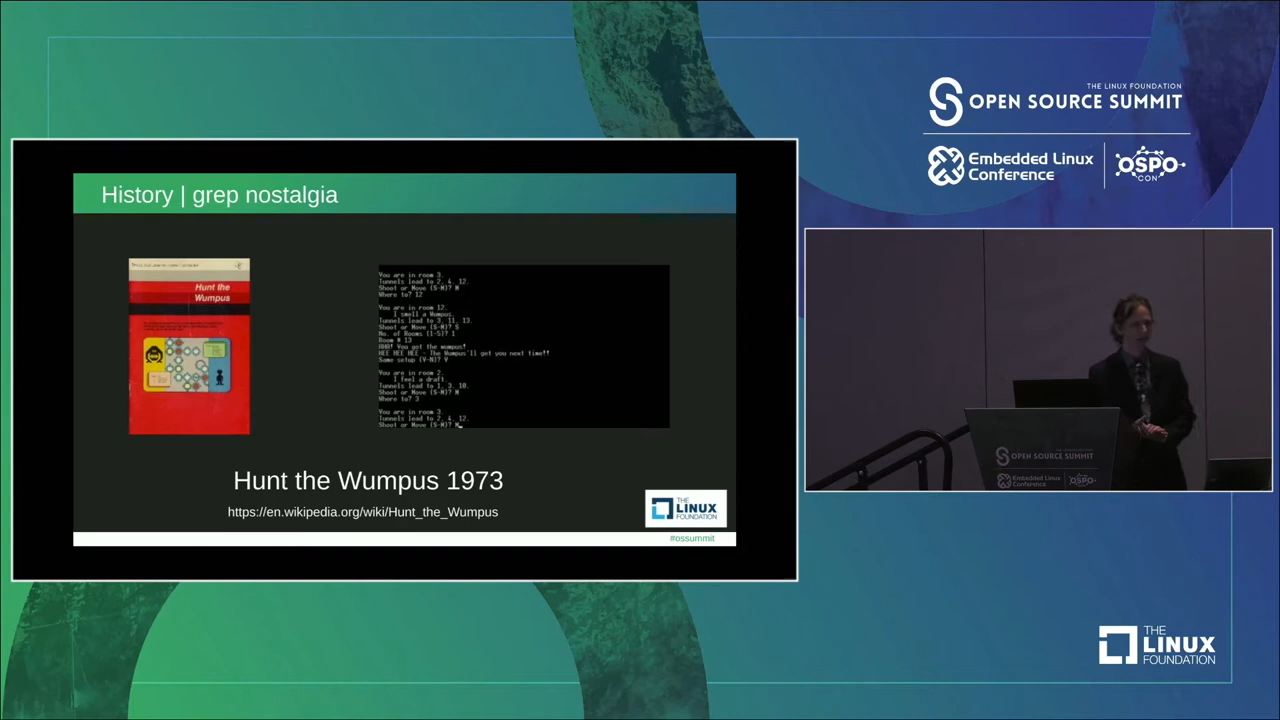 THE LINUX FOUNDATION
OPEN SOURCE SUMMIT
Embedded Linux
Conference
OSPO
CON
History | grep nostalgia
Hunt the
Wumpus
You are in room 3.
Tunnels lead to 2, 4, 12.
Shoot or Move (S-M)? M
Where to? 12
You are in room 12.
I smell a Wumpus.
Tunnels lead to 3, 11, 13.
Shoot or Move (S-M)? S
No. of Rooms (1-5)? 1
Room # 13
AHA! You got the wumpus!
HEE HEE HEE - The Wumpus'll get you next time!!
Same setup (Y-N)? Y
You are in room 2.
I feel a draft.
Tunnels lead to 1, 3, 10.
Shoot or Move (S-M)? M
Where to? 3
You are in room 3.
Tunnels lead to 2, 4, 12.
Shoot or Move (S-M)? M
Hunt the Wumpus 1973
https://en.wikipedia.org/wiki/Hunt_the_Wumpus
THE
LINUX
FOUNDATION
#ossummit
OPEN SOURCE SUMMIT
Embedded Linux
Conference
OSPO
THE
LINUX
FOUNDATION